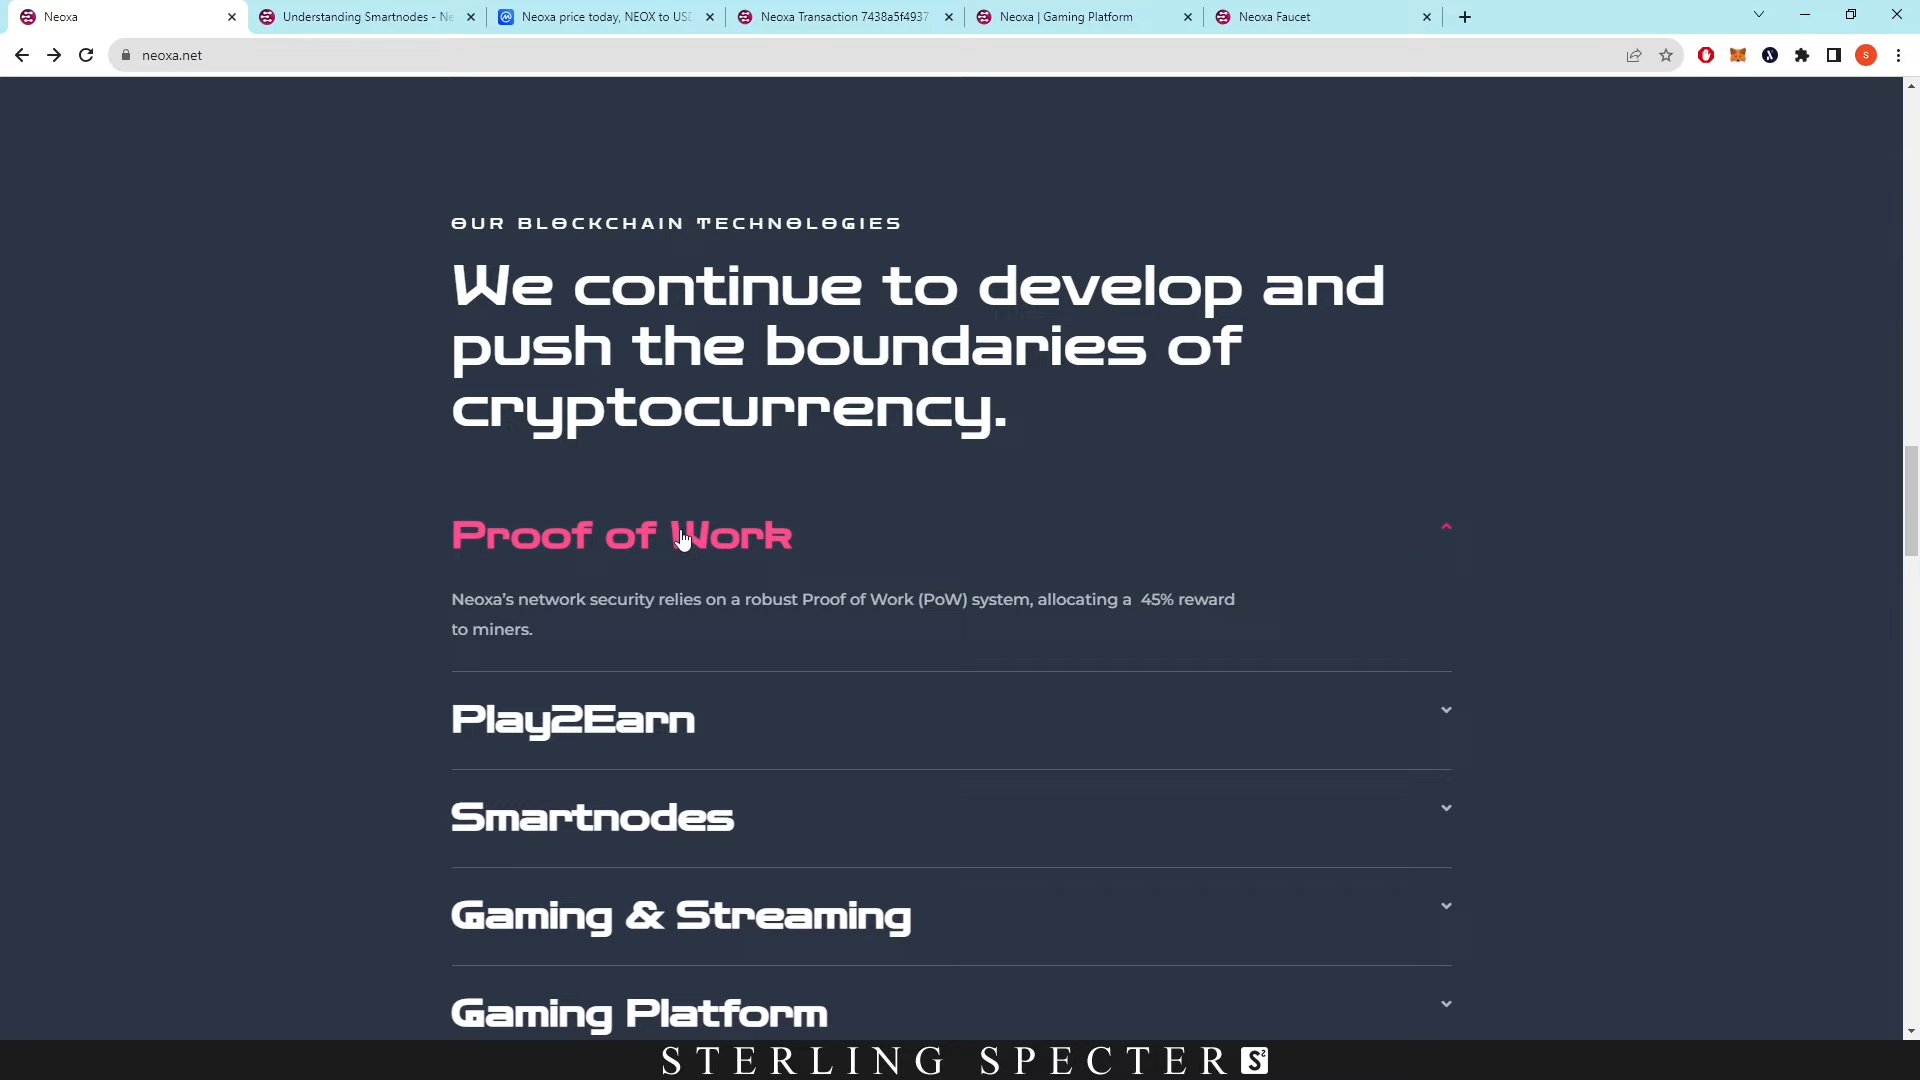 Neoxa
Understanding Smartnodes - Ne
Neoxa price today, NEOX to USD
Neoxa Transaction 7438a5f4937
Neoxa | Gaming Platform
Neoxa Faucet
neoxa.net
S
OUR BLOCKCHAIN TECHNOLOGIES
We continue to develop and
push the boundaries of
cryptocurrency.
Proof of Work
Neoxa’s network security relies on a robust Proof of Work (PoW) system, allocating a 45% reward
to miners.
Play2Earn
Smartnodes
Gaming & Streaming
Gaming Platform
STERLING SPECTER S²